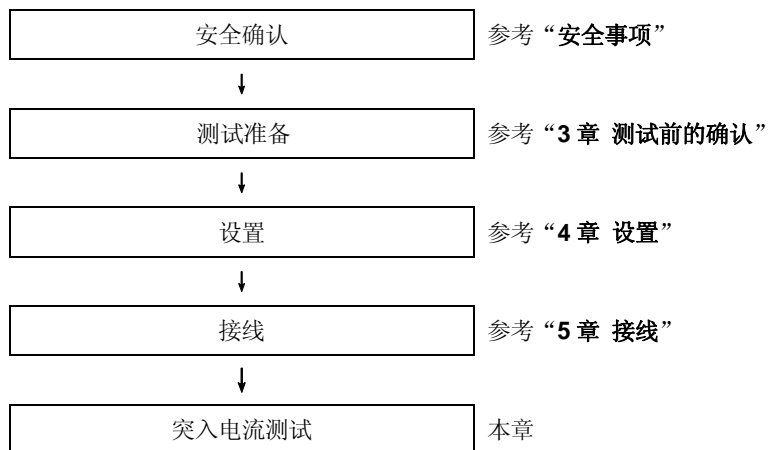 安全确认 参考“安全事项”
↓
测试准备 参考“3 章 测试前的确认”
↓
设置 参考“4 章 设置”
↓
接线 参考“5 章 接线”
↓
突入电流测试 本章